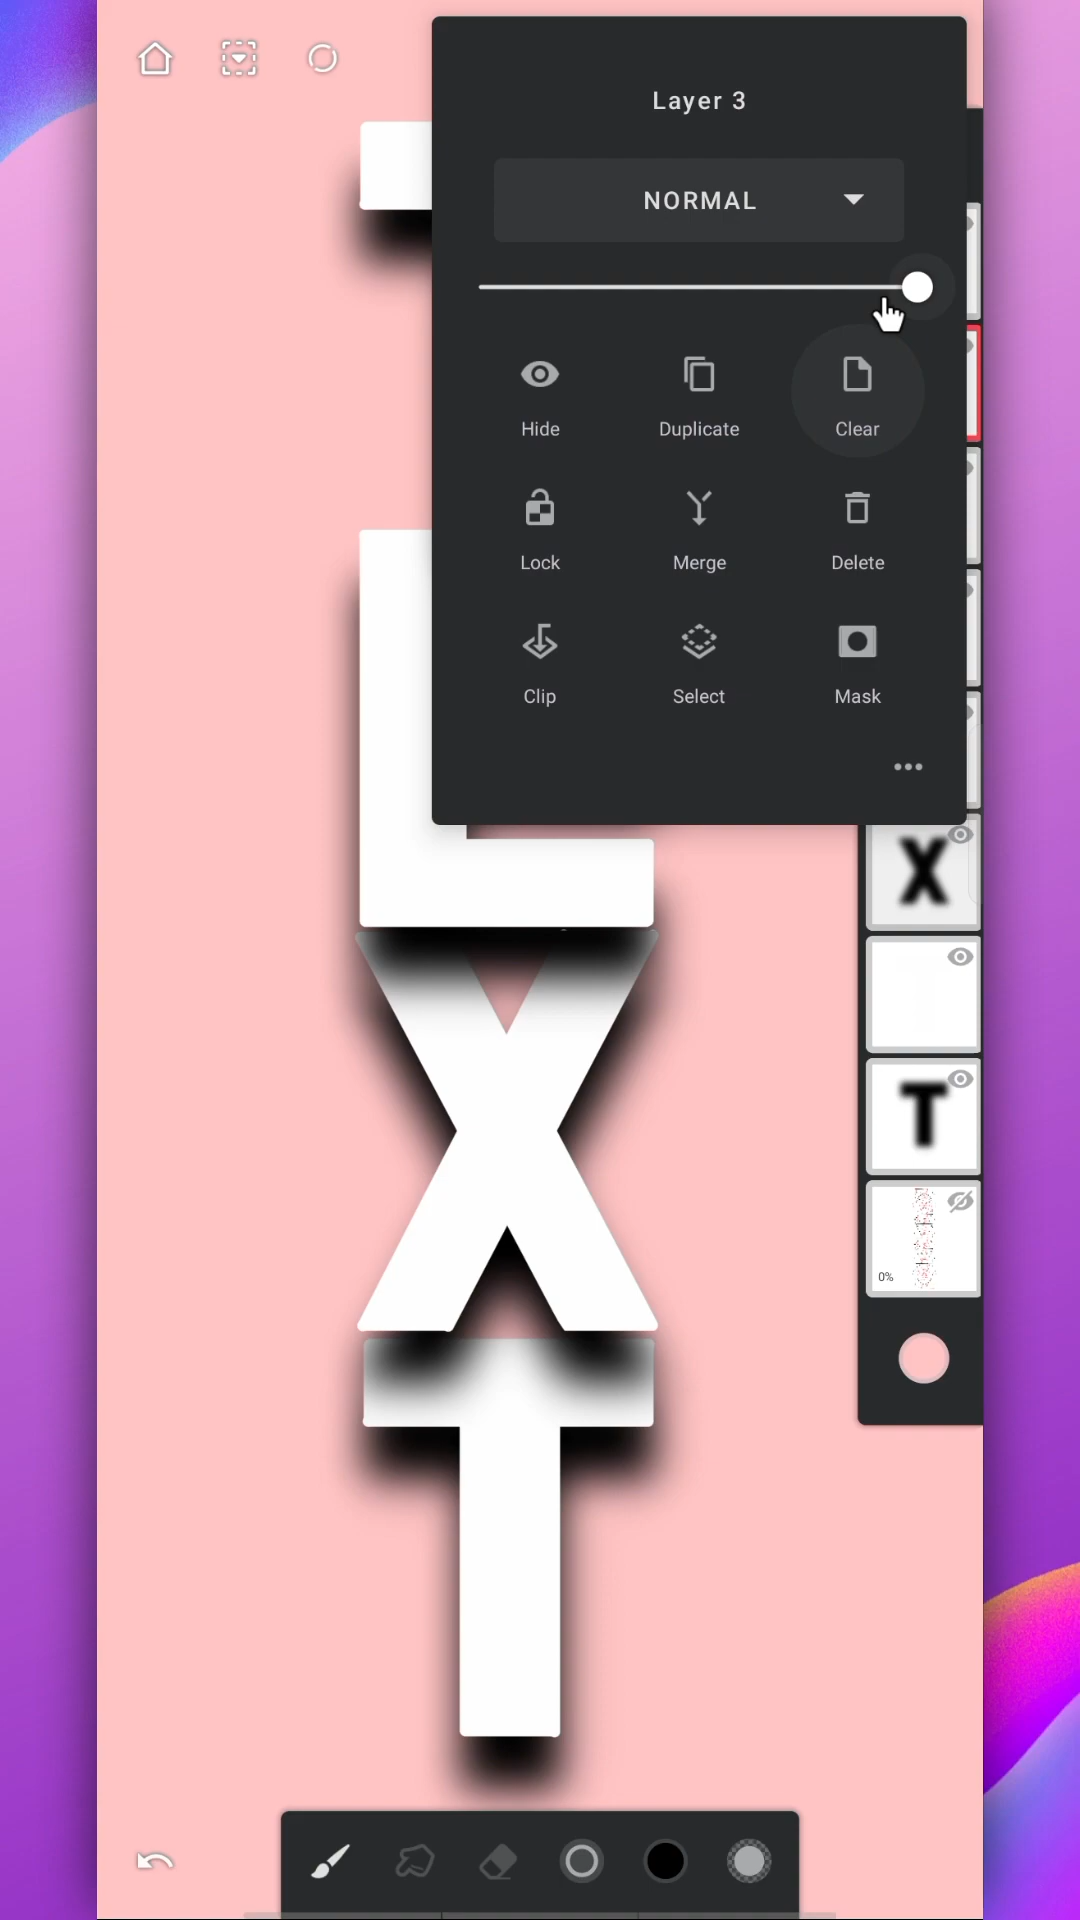 Layer 3
NORMAL
Hide
Duplicate
Clear
Lock
Merge
Delete
Clip
Select
Mask
L
X
T
X
T
0%